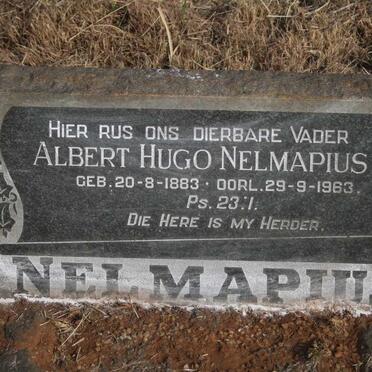 HIER RUS ONS DIERBARE VADER
ALBERT HUGO NELMAPIUS
GEB. 20-8-1883 · OORL. 29-9-1963.
Ps. 23:1.
DIE HERE IS MY HERDER.
NELMAPIU